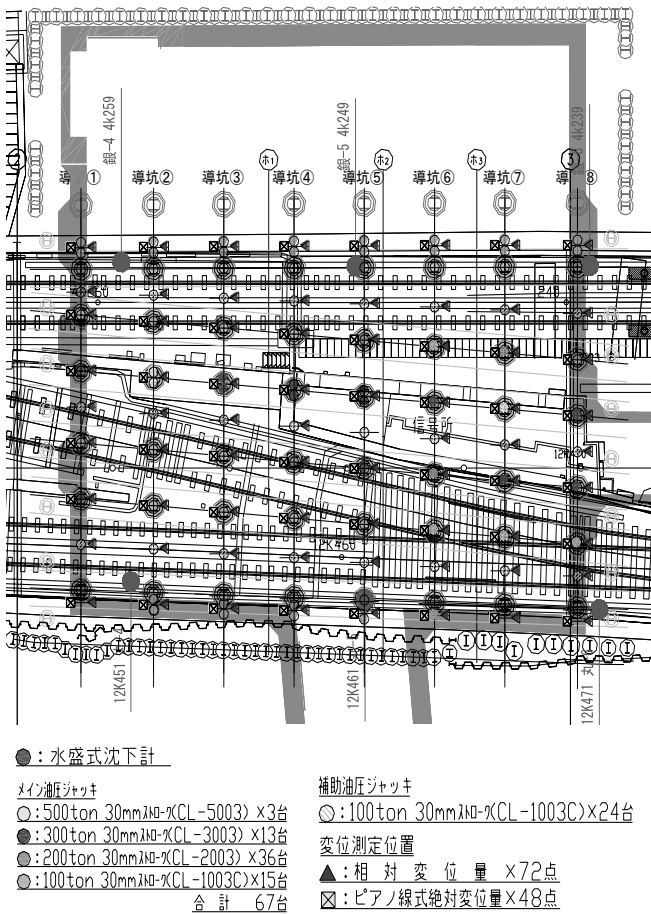 銀-4 4k259
銀-5 4k249
4k239
② ホ1 ホ2 ホ3 ③
導 ① 導坑② 導坑③ 導坑④ 導坑⑤ 導坑⑥ 導坑⑦ 導 8
248
信号所
12K460
12K451
12K461
12K471
●：水盛式沈下計
メイン油圧ジャッキ
○：500ton 30mmストローク(CL-5003) ×3台
●：300ton 30mmストローク(CL-3003) ×13台
●：200ton 30mmストローク(CL-2003) ×36台
○：100ton 30mmストローク(CL-1003C)×15台
合 計 67台
補助油圧ジャッキ
○：100ton 30mmストローク(CL-1003C)×24台
変位測定位置
▲：相 対 変 位 量 ×72点
☒：ピアノ線式絶対変位量×48点